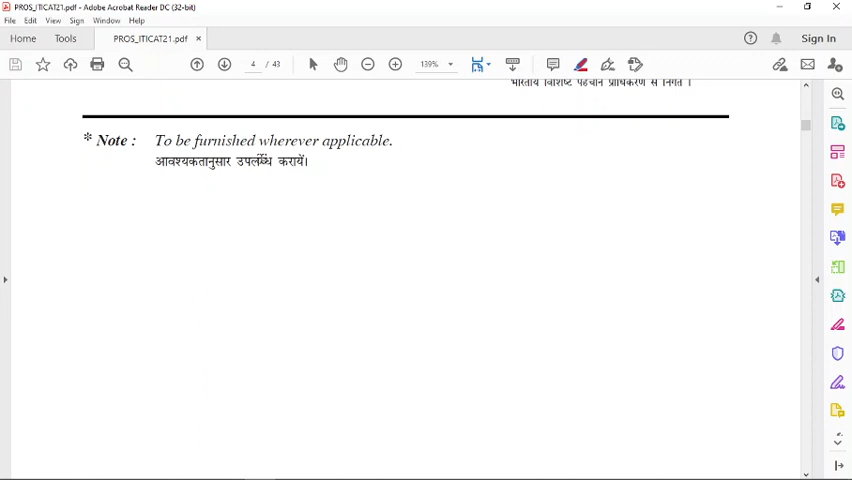 PROS_ITICAT21.pdf - Adobe Acrobat Reader DC (32-bit)
File Edit View Sign Window Help
Home Tools PROS_ITICAT21.pdf × Sign In
4 / 43 139%
भारतीय विशिष्ट पहचान प्राधिकरण से निर्गत ।
* Note : To be furnished wherever applicable.
आवश्यकतानुसार उपलब्ध करायें।